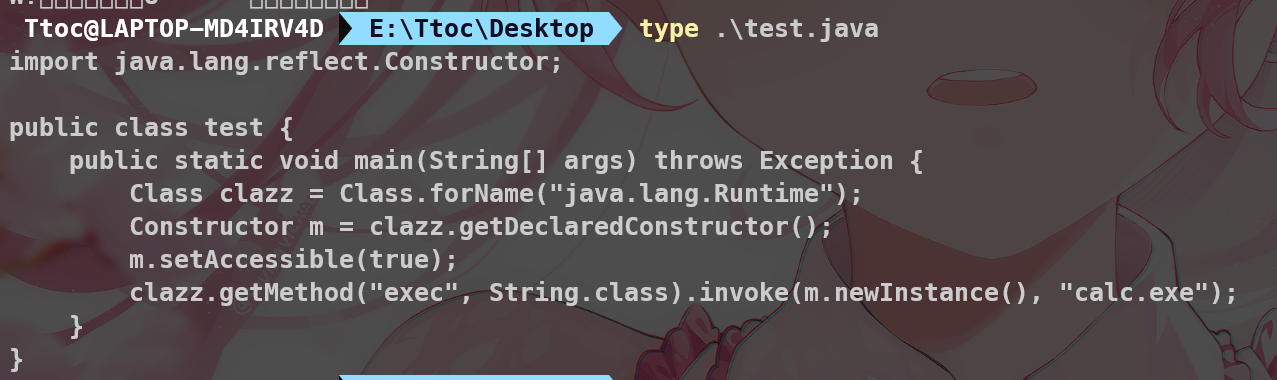 Ttoc@LAPTOP-MD4IRV4D E:\Ttoc\Desktop type .\test.java
import java.lang.reflect.Constructor;
public class test {
    public static void main(String[] args) throws Exception {
        Class clazz = Class.forName("java.lang.Runtime");
        Constructor m = clazz.getDeclaredConstructor();
        m.setAccessible(true);
        clazz.getMethod("exec", String.class).invoke(m.newInstance(), "calc.exe");
    }
}